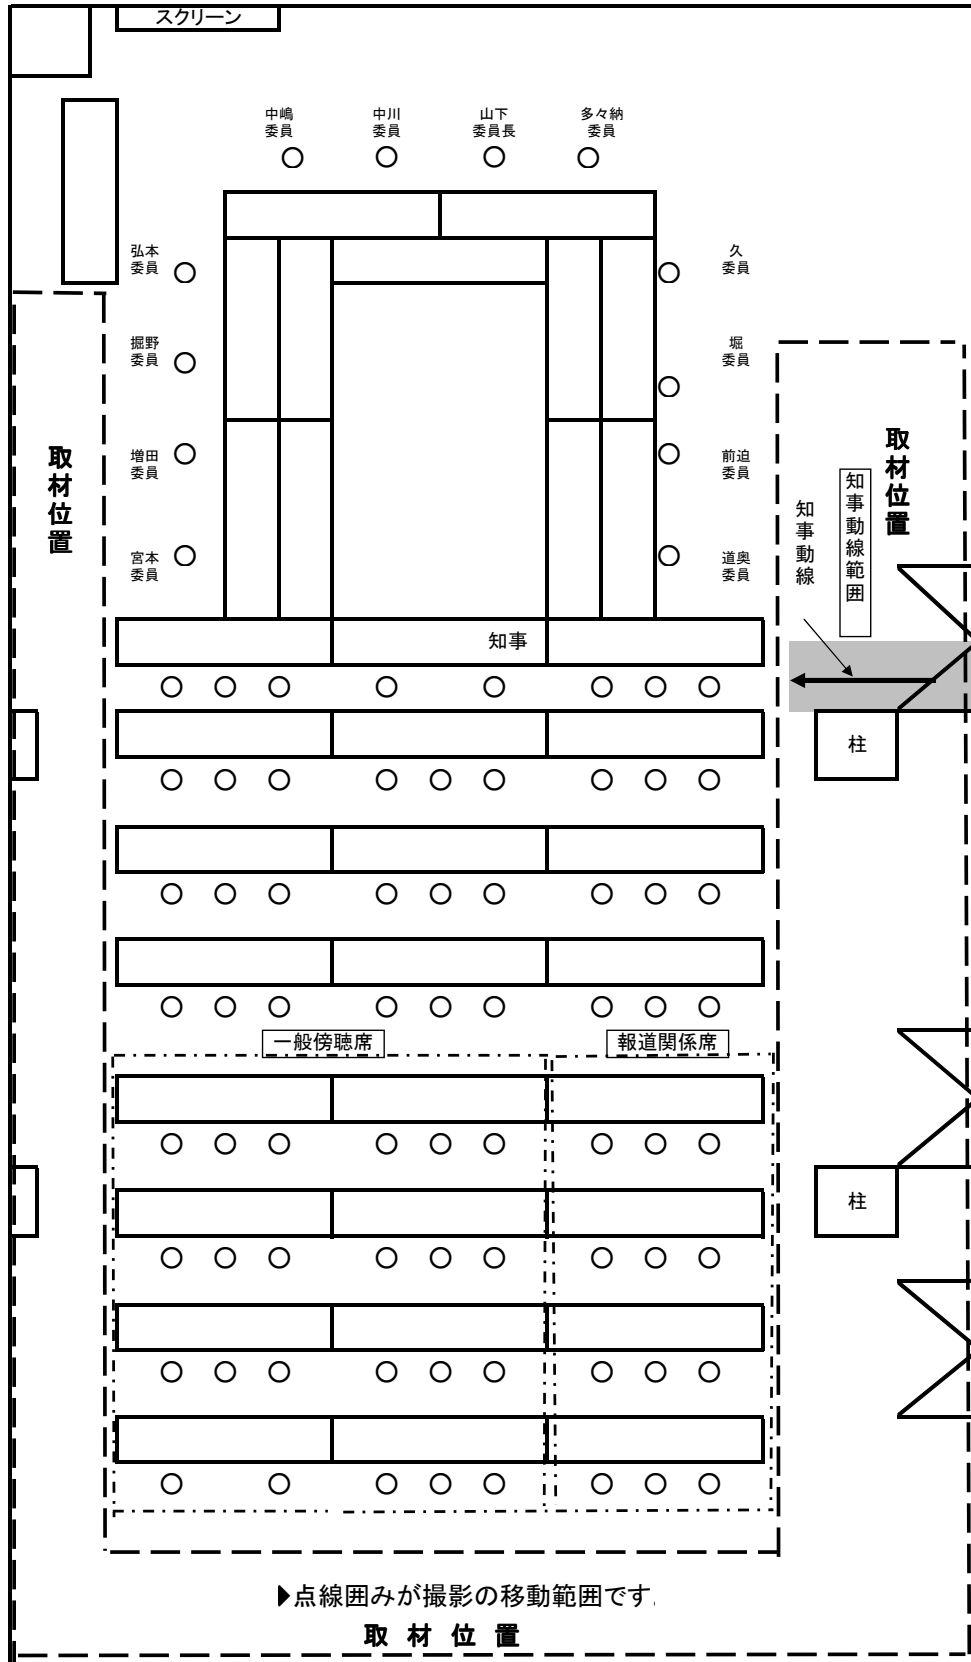 スクリーン
中嶋
委員
中川
委員
山下
委員長
多々納
委員
弘本
委員
久
委員
掘野
委員
堀
委員
増田
委員
前迫
委員
宮本
委員
道奥
委員
取材位置
取材位置
知事動線範囲
知事動線
知事
柱
一般傍聴席
報道関係席
柱
▶点線囲みが撮影の移動範囲です。
取材位置